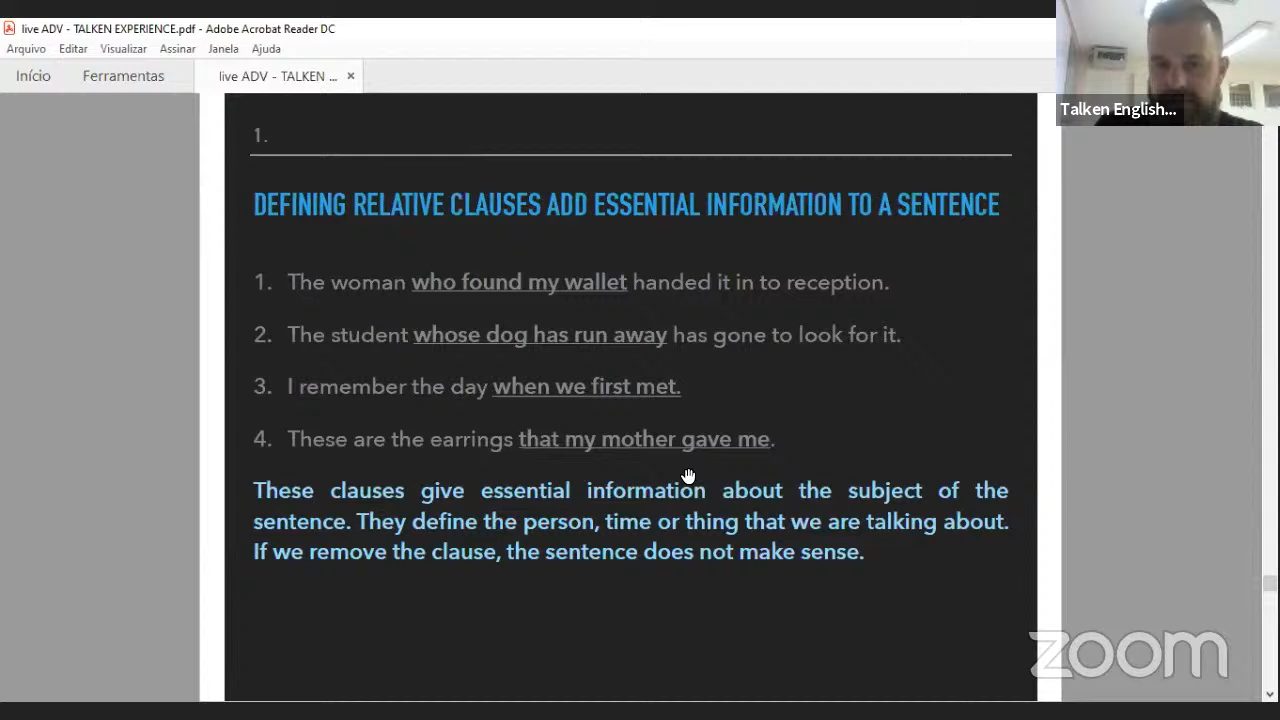 live ADV - TALKEN EXPERIENCE.pdf - Adobe Acrobat Reader DC
Arquivo Editar Visualizar Assinar Janela Ajuda
Início Ferramentas live ADV - TALKEN ... ×
Talken English...
1.
DEFINING RELATIVE CLAUSES ADD ESSENTIAL INFORMATION TO A SENTENCE
1. The woman who found my wallet handed it in to reception.
2. The student whose dog has run away has gone to look for it.
3. I remember the day when we first met.
4. These are the earrings that my mother gave me.
These clauses give essential information about the subject of the
sentence. They define the person, time or thing that we are talking about.
If we remove the clause, the sentence does not make sense.
zoom